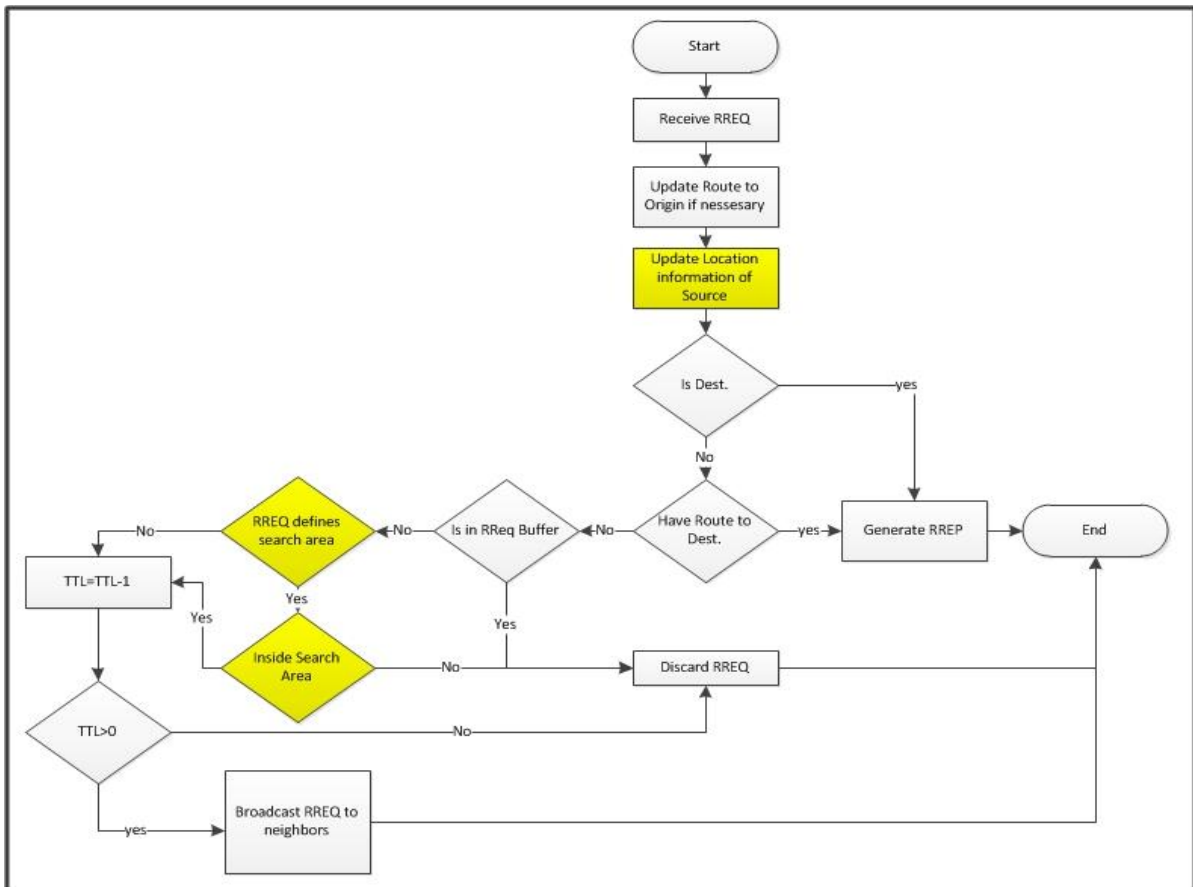 Start
Receive RREQ
Update Route to
Origin if nessesary
Update Location
information of
Source
Is Dest.
yes
No
RREQ defines
search area
Is in RReq Buffer
Have Route to
Dest.
Generate RREP
End
No
No
No
yes
TTL=TTL-1
Yes
Yes
Yes
Inside Search
Area
No
Discard RREQ
TTL>0
No
Broadcast RREQ to
neighbors
yes